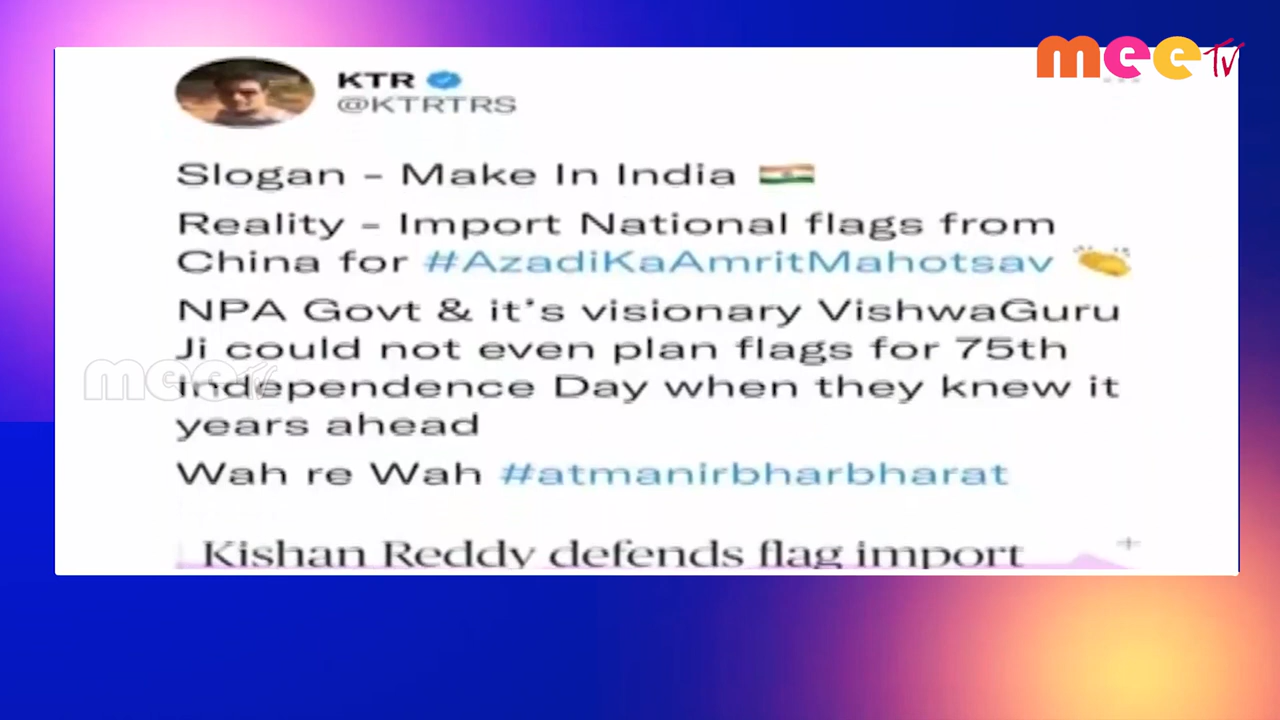 meeTV
KTR
@KTRTRS
Slogan - Make In India 🇮🇳
Reality - Import National flags from
China for #AzadiKaAmritMahotsav 👏
NPA Govt & it's visionary VishwaGuru
Ji could not even plan flags for 75th
meeTV
Independence Day when they knew it
years ahead
Wah re Wah #atmanirbharbharat
Kishan Reddy defends flag import